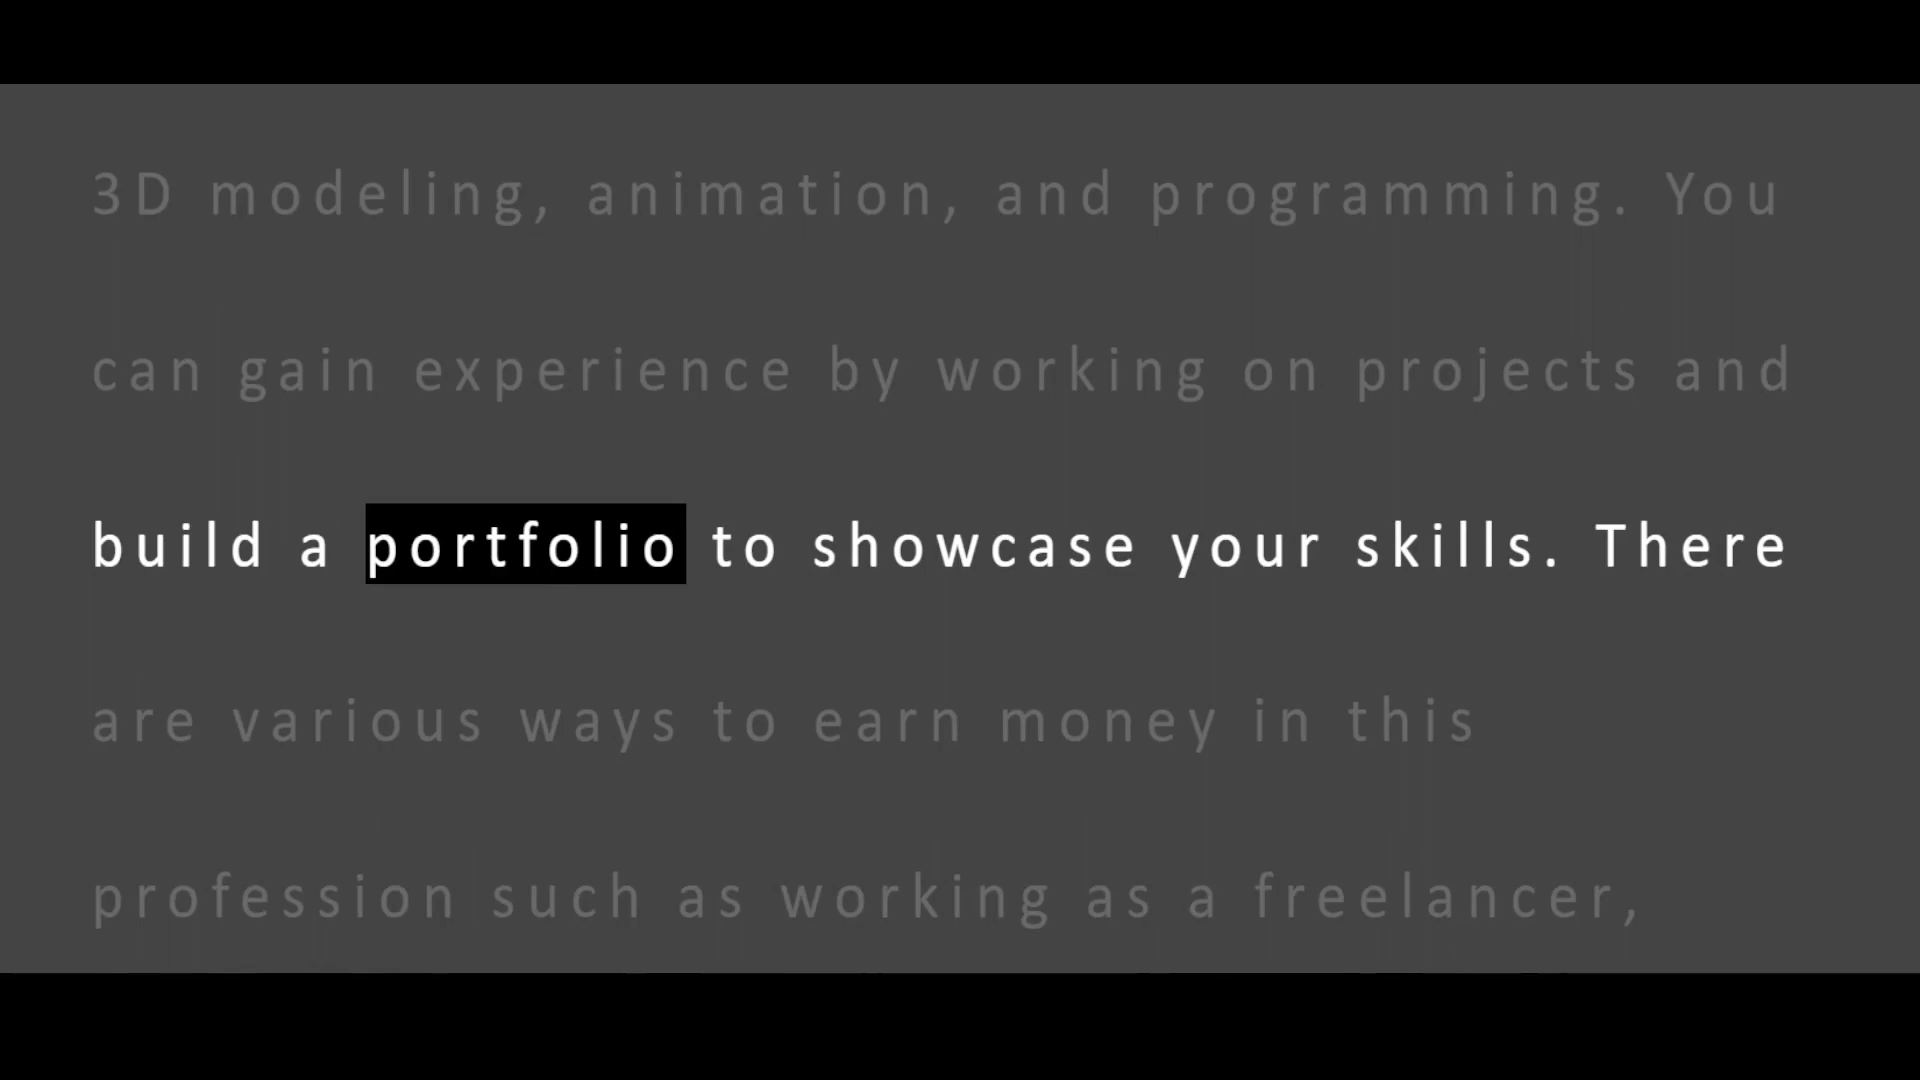 3D modeling, animation, and programming. You
can gain experience by working on projects and
build a portfolio to showcase your skills. There
are various ways to earn money in this
profession such as working as a freelancer,